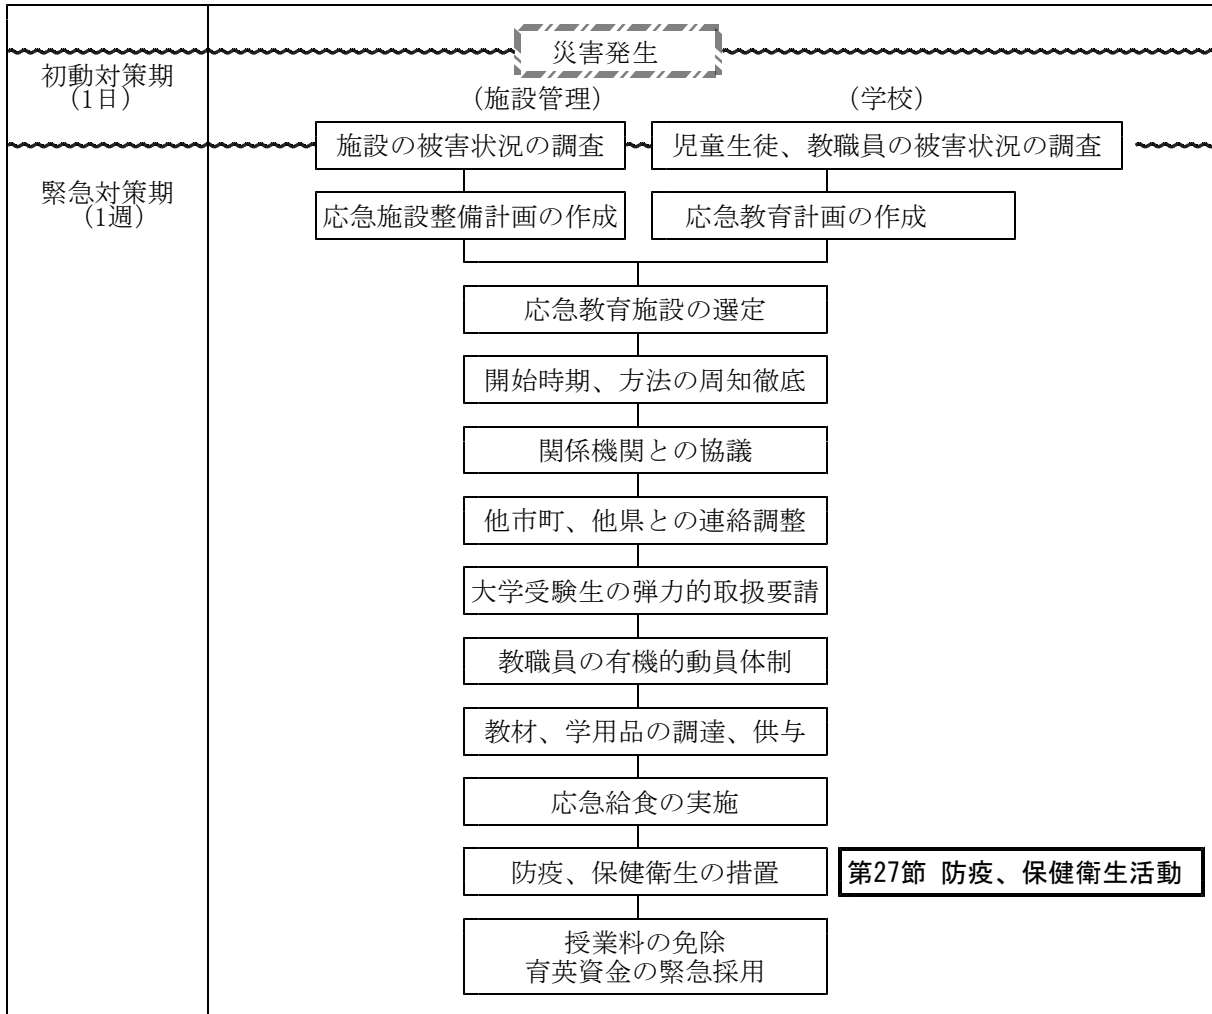 災害発生
初動対策期
(1日)
(施設管理)
(学校)
施設の被害状況の調査
児童生徒、教職員の被害状況の調査
緊急対策期
(1週)
応急施設整備計画の作成
応急教育計画の作成
応急教育施設の選定
開始時期、方法の周知徹底
関係機関との協議
他市町、他県との連絡調整
大学受験生の弾力的取扱要請
教職員の有機的動員体制
教材、学用品の調達、供与
応急給食の実施
防疫、保健衛生の措置
第27節 防疫、保健衛生活動
授業料の免除
育英資金の緊急採用